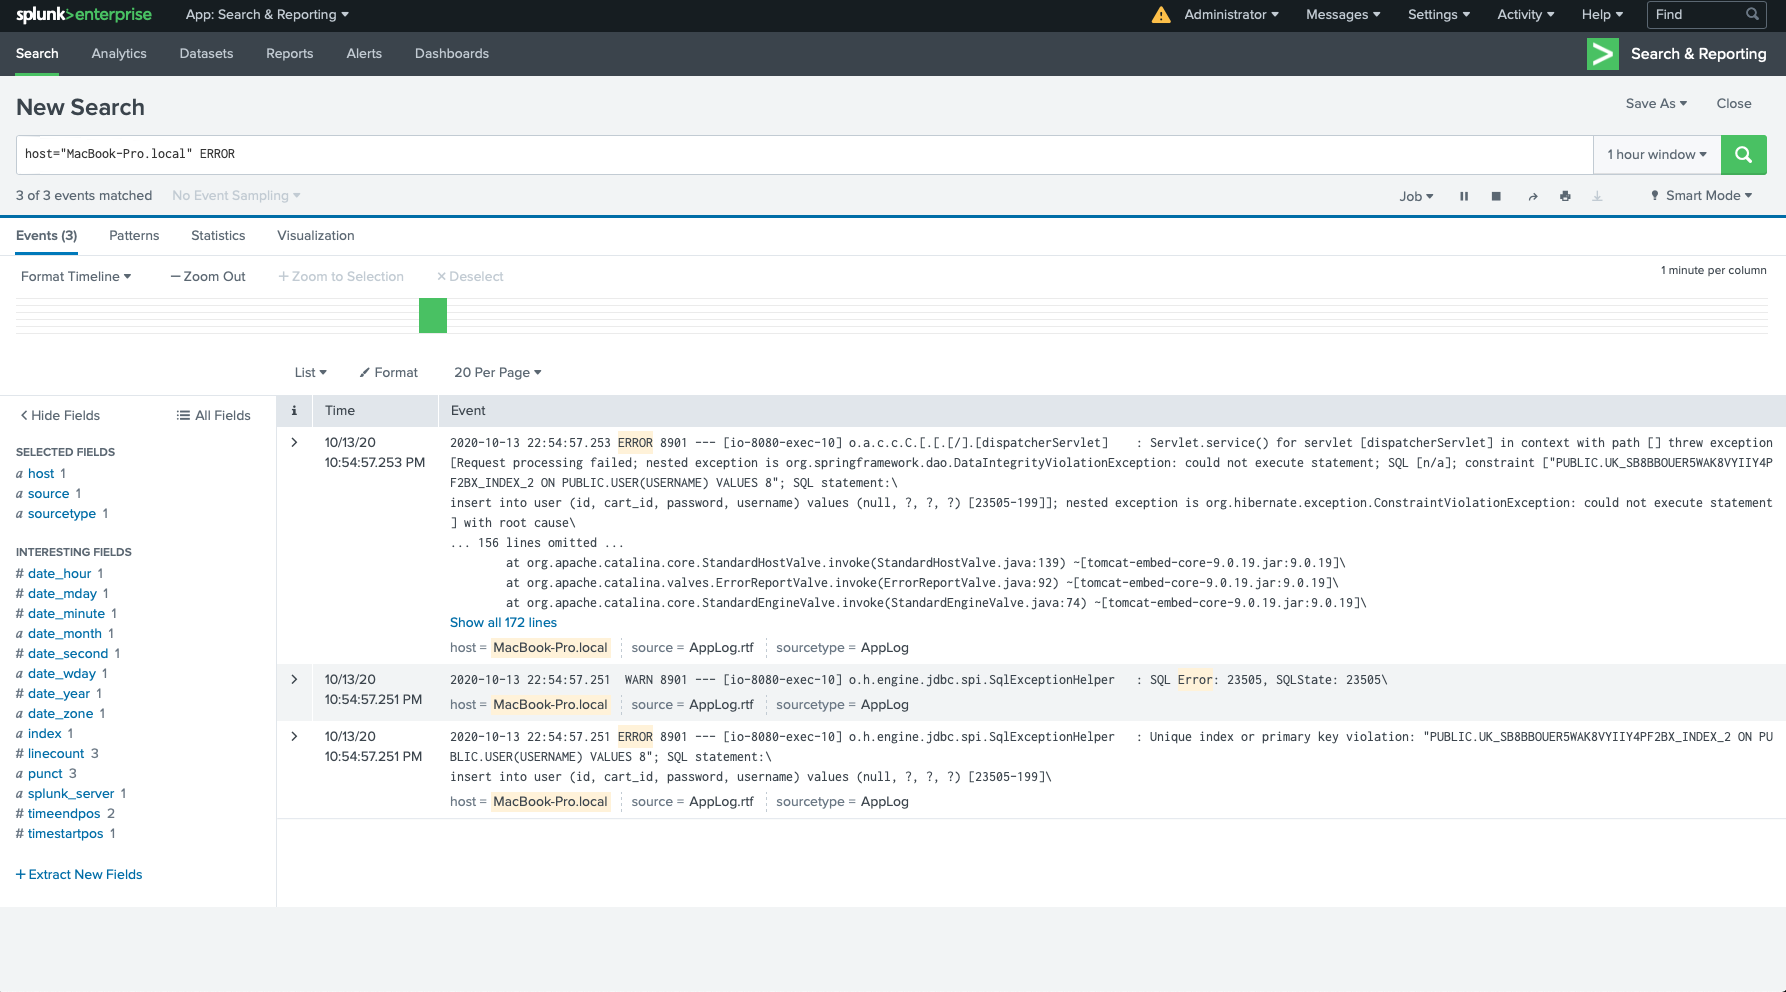 splunk>enterprise App: Search & Reporting Administrator Messages Settings Activity Help Find
Search Analytics Datasets Reports Alerts Dashboards Search & Reporting
New Search Save As Close
host="MacBook-Pro.local" ERROR 1 hour window
3 of 3 events matched No Event Sampling Job Smart Mode
Events (3) Patterns Statistics Visualization
Format Timeline — Zoom Out + Zoom to Selection × Deselect 1 minute per column
List Format 20 Per Page
< Hide Fields All Fields
SELECTED FIELDS
a host 1
a source 1
a sourcetype 1
INTERESTING FIELDS
# date_hour 1
# date_mday 1
# date_minute 1
a date_month 1
# date_second 1
a date_wday 1
# date_year 1
a date_zone 1
a index 1
# linecount 3
a punct 3
a splunk_server 1
# timeendpos 2
# timestartpos 1
+ Extract New Fields
i Time Event
10/13/20
10:54:57.253 PM
2020-10-13 22:54:57.253 ERROR 8901 --- [io-8080-exec-10] o.a.c.c.C.[.[.[/].[dispatcherServlet]    : Servlet.service() for servlet [dispatcherServlet] in context with path [] threw exception
[Request processing failed; nested exception is org.springframework.dao.DataIntegrityViolationException: could not execute statement; SQL [n/a]; constraint ["PUBLIC.UK_SB8BBOUER5WAK8VYIIY4P
F2BX_INDEX_2 ON PUBLIC.USER(USERNAME) VALUES 8"; SQL statement:\
insert into user (id, cart_id, password, username) values (null, ?, ?, ?) [23505-199]]; nested exception is org.hibernate.exception.ConstraintViolationException: could not execute statement
] with root cause\
... 156 lines omitted ...
at org.apache.catalina.core.StandardHostValve.invoke(StandardHostValve.java:139) ~[tomcat-embed-core-9.0.19.jar:9.0.19]\
at org.apache.catalina.valves.ErrorReportValve.invoke(ErrorReportValve.java:92) ~[tomcat-embed-core-9.0.19.jar:9.0.19]\
at org.apache.catalina.core.StandardEngineValve.invoke(StandardEngineValve.java:74) ~[tomcat-embed-core-9.0.19.jar:9.0.19]\
Show all 172 lines
host = MacBook-Pro.local source = AppLog.rtf sourcetype = AppLog
10/13/20
10:54:57.251 PM
2020-10-13 22:54:57.251  WARN 8901 --- [io-8080-exec-10] o.h.engine.jdbc.spi.SqlExceptionHelper   : SQL Error: 23505, SQLState: 23505\
host = MacBook-Pro.local source = AppLog.rtf sourcetype = AppLog
10/13/20
10:54:57.251 PM
2020-10-13 22:54:57.251 ERROR 8901 --- [io-8080-exec-10] o.h.engine.jdbc.spi.SqlExceptionHelper   : Unique index or primary key violation: "PUBLIC.UK_SB8BBOUER5WAK8VYIIY4PF2BX_INDEX_2 ON PU
BLIC.USER(USERNAME) VALUES 8"; SQL statement:\
insert into user (id, cart_id, password, username) values (null, ?, ?, ?) [23505-199]\
host = MacBook-Pro.local source = AppLog.rtf sourcetype = AppLog